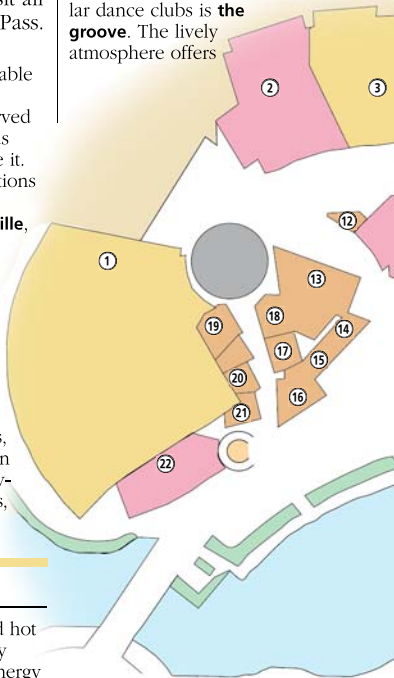 Pass.
able
ved
s
e it.
tions
ille,
s,
n
y-
s,
d hot
y
nergy
lar dance clubs is the
groove. The lively
atmosphere offers
2
3
12
1
13
18
19
14
17
15
20
16
21
22